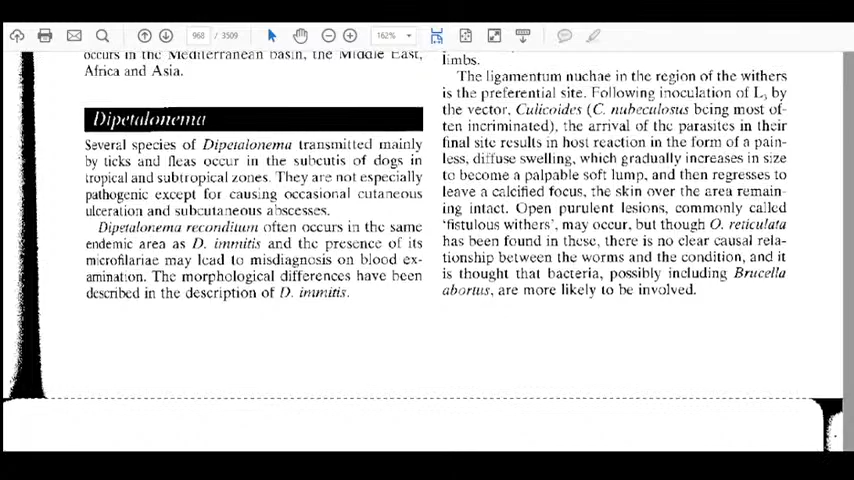 968 / 3509
162%
occurs in the Mediterranean basin, the Middle East,
Africa and Asia.
Dipetalonema
Several species of Dipetalonema transmitted mainly
by ticks and fleas occur in the subcutis of dogs in
tropical and subtropical zones. They are not especially
pathogenic except for causing occasional cutaneous
ulceration and subcutaneous abscesses.
Dipetalonema reconditum often occurs in the same
endemic area as D. immitis and the presence of its
microfilariae may lead to misdiagnosis on blood ex-
amination. The morphological differences have been
described in the description of D. immitis.
limbs.
The ligamentum nuchae in the region of the withers
is the preferential site. Following inoculation of L3 by
the vector, Culicoides (C. nubeculosus being most of-
ten incriminated), the arrival of the parasites in their
final site results in host reaction in the form of a pain-
less, diffuse swelling, which gradually increases in size
to become a palpable soft lump, and then regresses to
leave a calcified focus, the skin over the area remain-
ing intact. Open purulent lesions, commonly called
‘fistulous withers’, may occur, but though O. reticulata
has been found in these, there is no clear causal rela-
tionship between the worms and the condition, and it
is thought that bacteria, possibly including Brucella
abortus, are more likely to be involved.